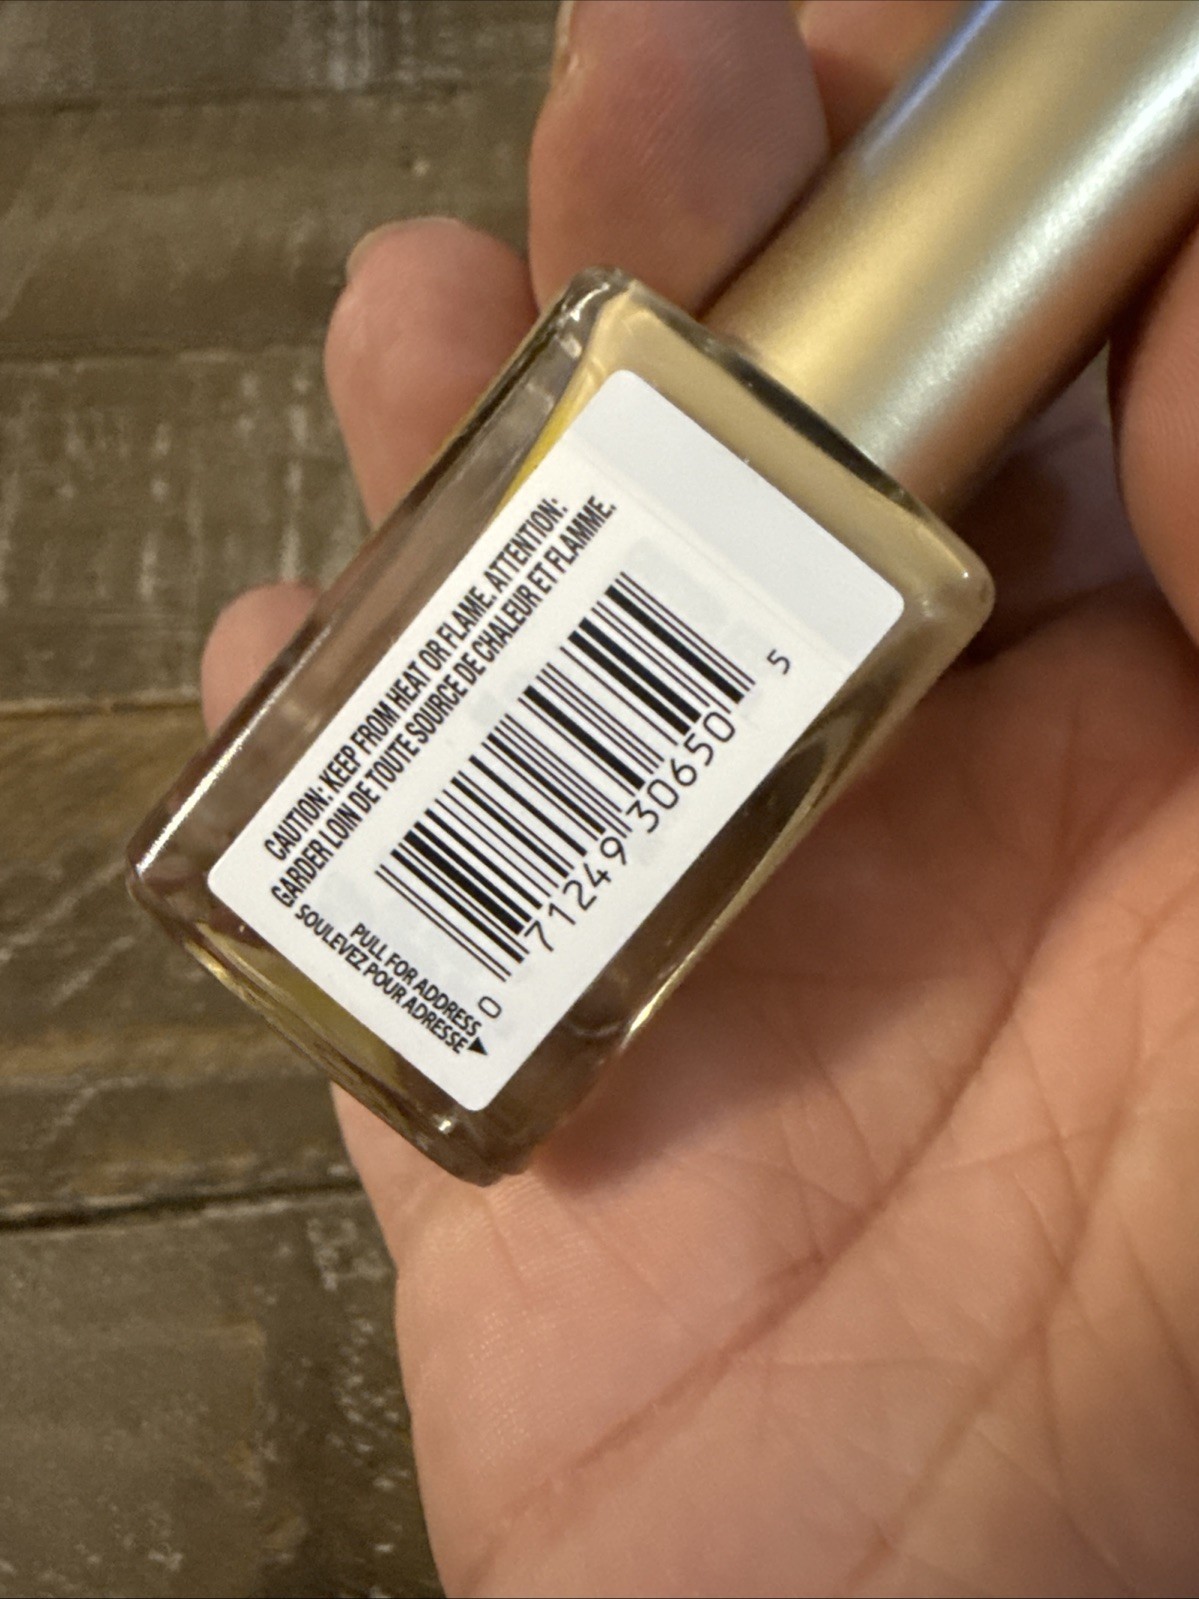 CAUTION: KEEP FROM HEAT OR FLAME. ATTENTION:
GARDER LOIN DE TOUTE SOURCE DE CHALEUR ET FLAMME.
0 71249 30650 5
PULL FOR ADDRESS
SOULEVEZ POUR ADRESSE